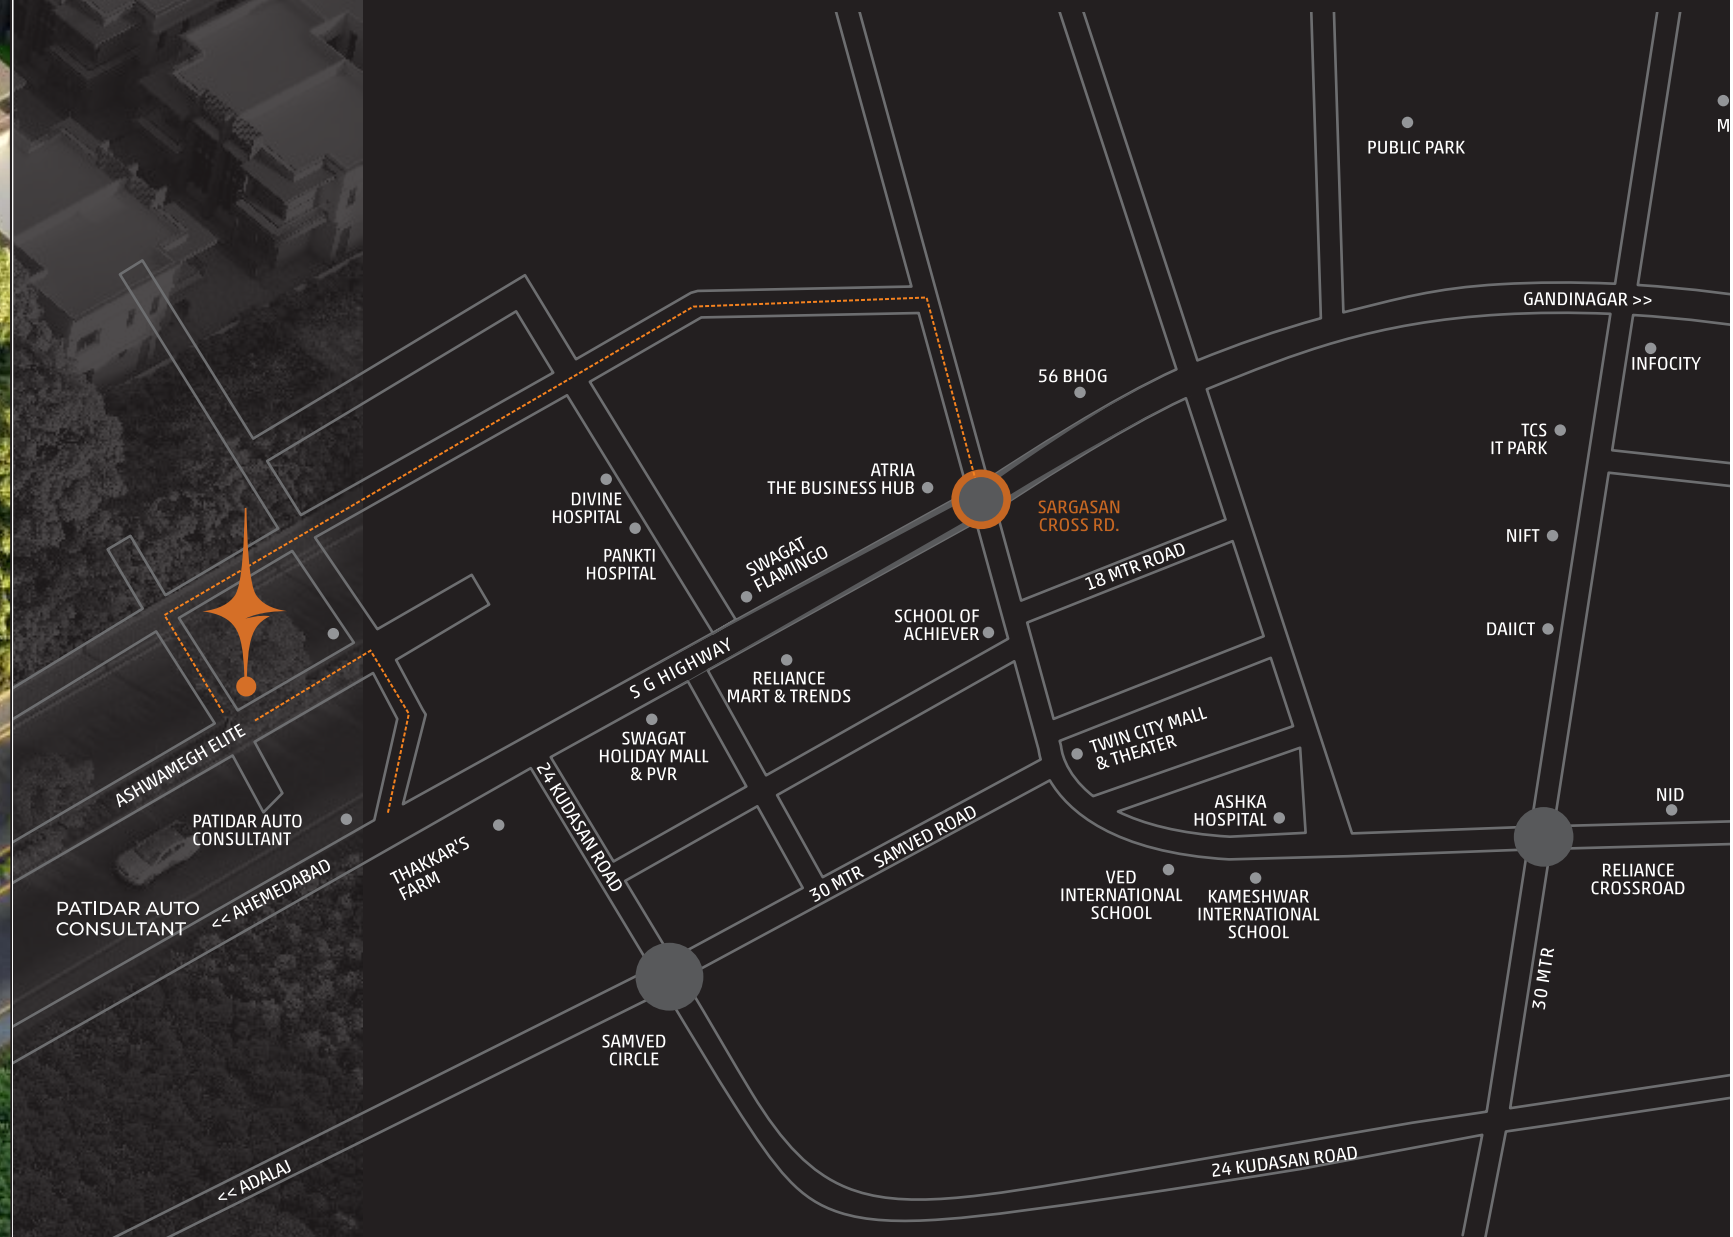 PUBLIC PARK
M
GANDINAGAR >>
INFOCITY
56 BHOG
TCS
IT PARK
ATRIA
THE BUSINESS HUB
SARGASAN
CROSS RD.
DIVINE
HOSPITAL
PANKTI
HOSPITAL
SWAGAT
FLAMINGO
18 MTR ROAD
NIFT
SCHOOL OF
ACHIEVER
DAIICT
S G HIGHWAY
RELIANCE
MART & TRENDS
SWAGAT
HOLIDAY MALL
& PVR
TWIN CITY MALL
& THEATER
ASHWAMEGH ELITE
24 KUDASAN ROAD
ASHKA
HOSPITAL
NID
PATIDAR AUTO
CONSULTANT
THAKKAR'S
FARM
30 MTR SAMVED ROAD
VED
INTERNATIONAL
SCHOOL
KAMESHWAR
INTERNATIONAL
SCHOOL
RELIANCE
CROSSROAD
<< AHEMEDABAD
PATIDAR AUTO
CONSULTANT
30 MTR
SAMVED
CIRCLE
24 KUDASAN ROAD
<< ADALAJ